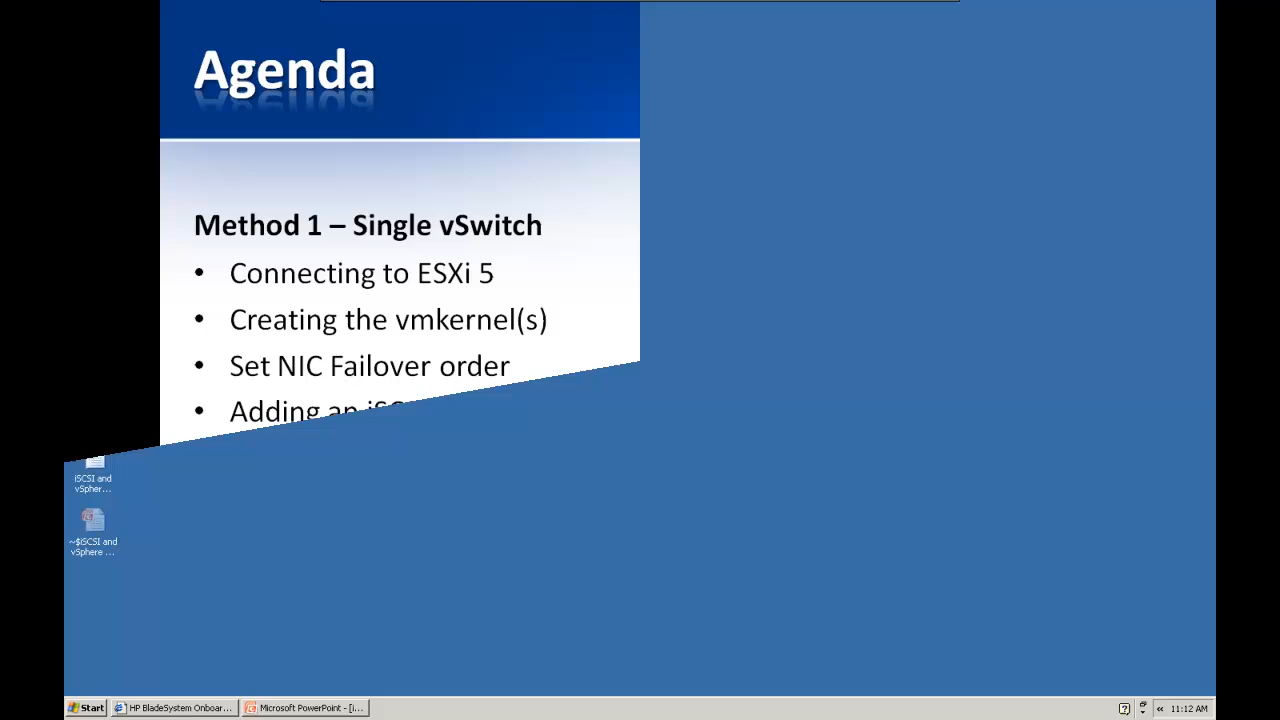 Agenda
Method 1 – Single vSwitch
• Connecting to ESXi 5
• Creating the vmkernel(s)
• Set NIC Failover order
• Adding an
iSCSI and
vSpher...
~$iSCSI and
vSphere ...
Start
HP BladeSystem Onboar...
Microsoft PowerPoint - [i...
11:12 AM